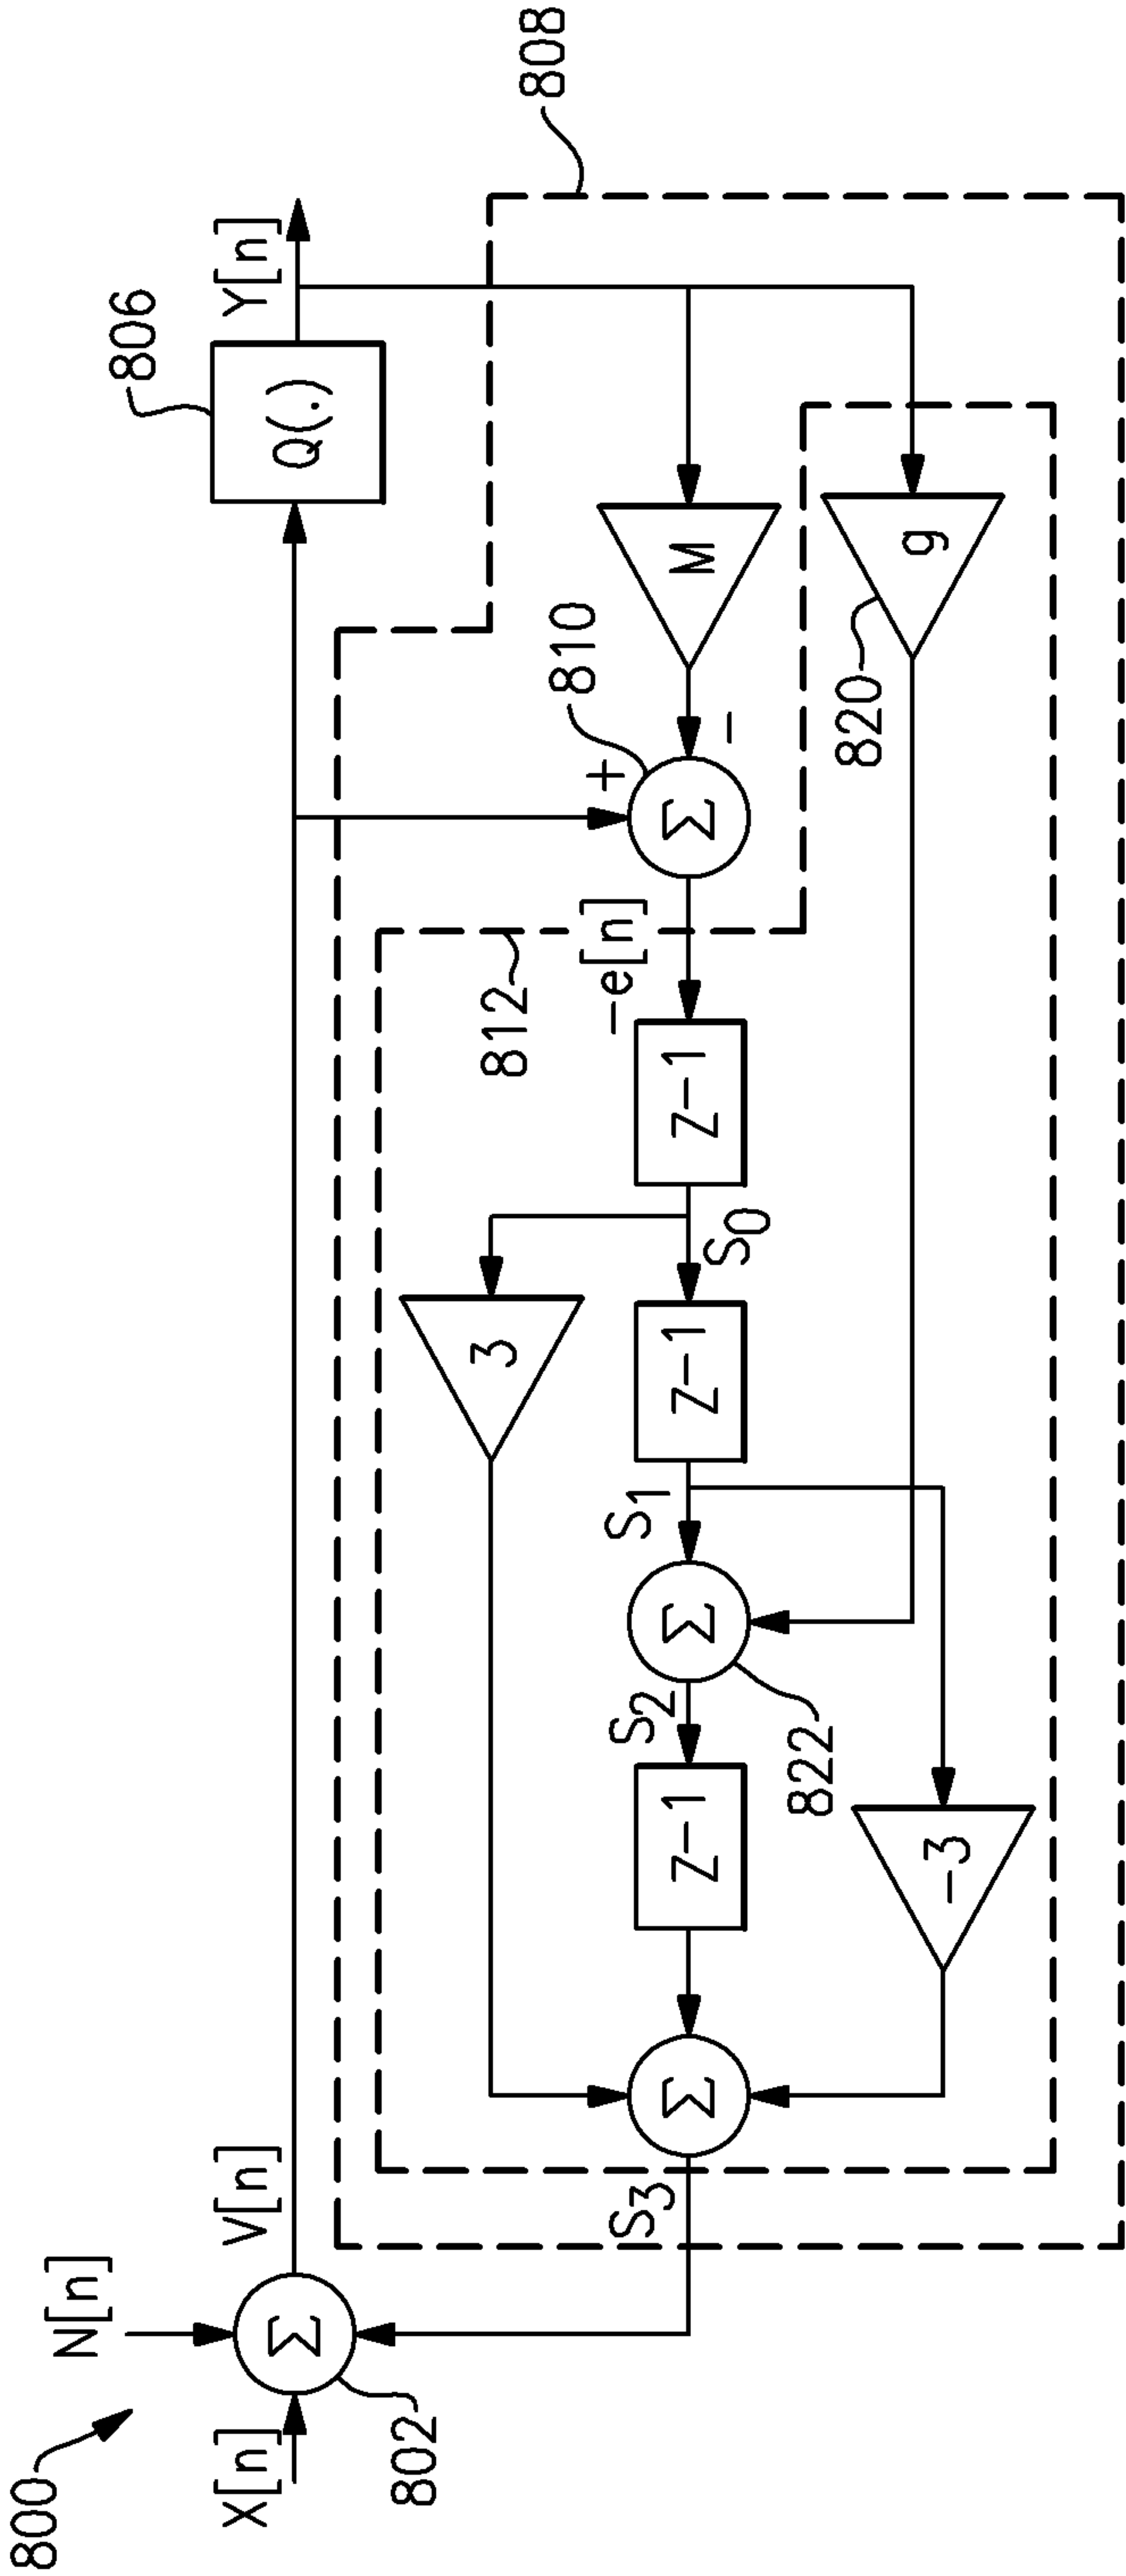 800
N[n]
X[n]
V[n]
Σ
802
806
Q(.)
Y[n]
808
S3
812
3
810
+
-
-e[n]
Σ
Z-1
S2
Σ
822
S1
Z-1
S0
Z-1
Σ
M
-3
820
g